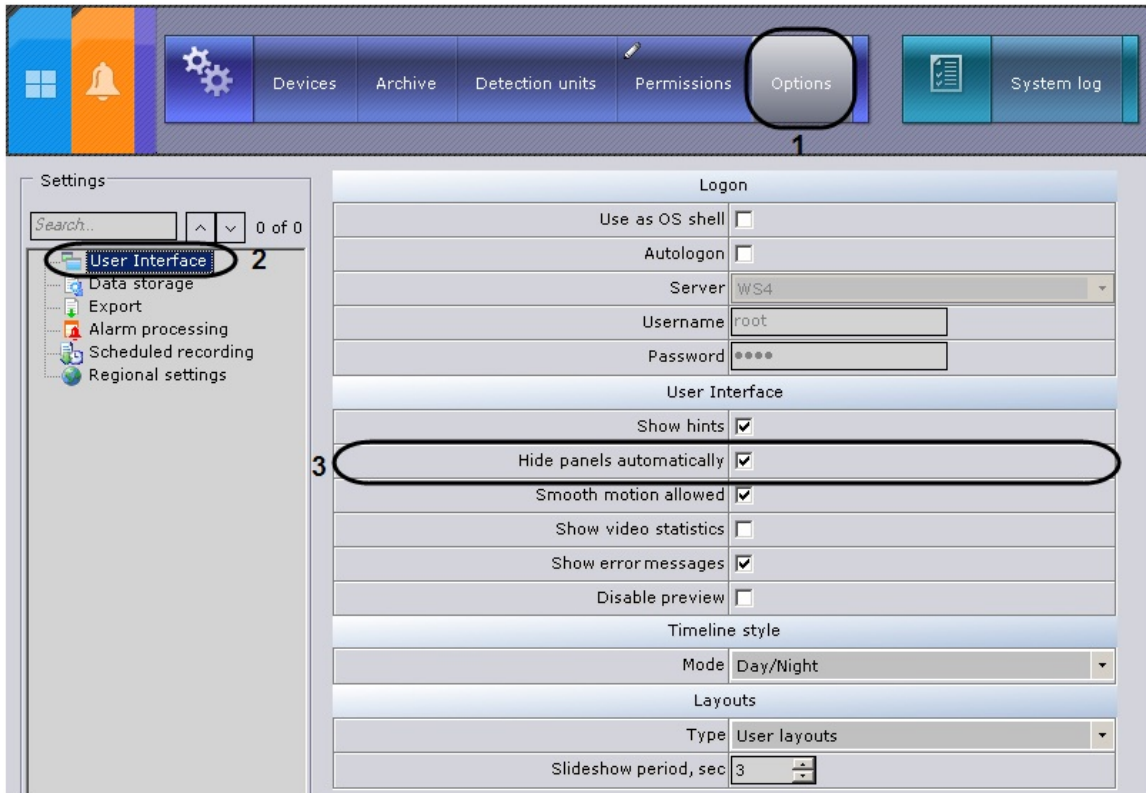 Devices Archive Detection units Permissions Options System log
1
Settings
Search... 0 of 0
User Interface 2
Data storage
Export
Alarm processing
Scheduled recording
Regional settings
Logon
Use as OS shell
Autologon
Server WS4
Username root
Password ••••
User Interface
Show hints
3 Hide panels automatically
Smooth motion allowed
Show video statistics
Show error messages
Disable preview
Timeline style
Mode Day/Night
Layouts
Type User layouts
Slideshow period, sec 3